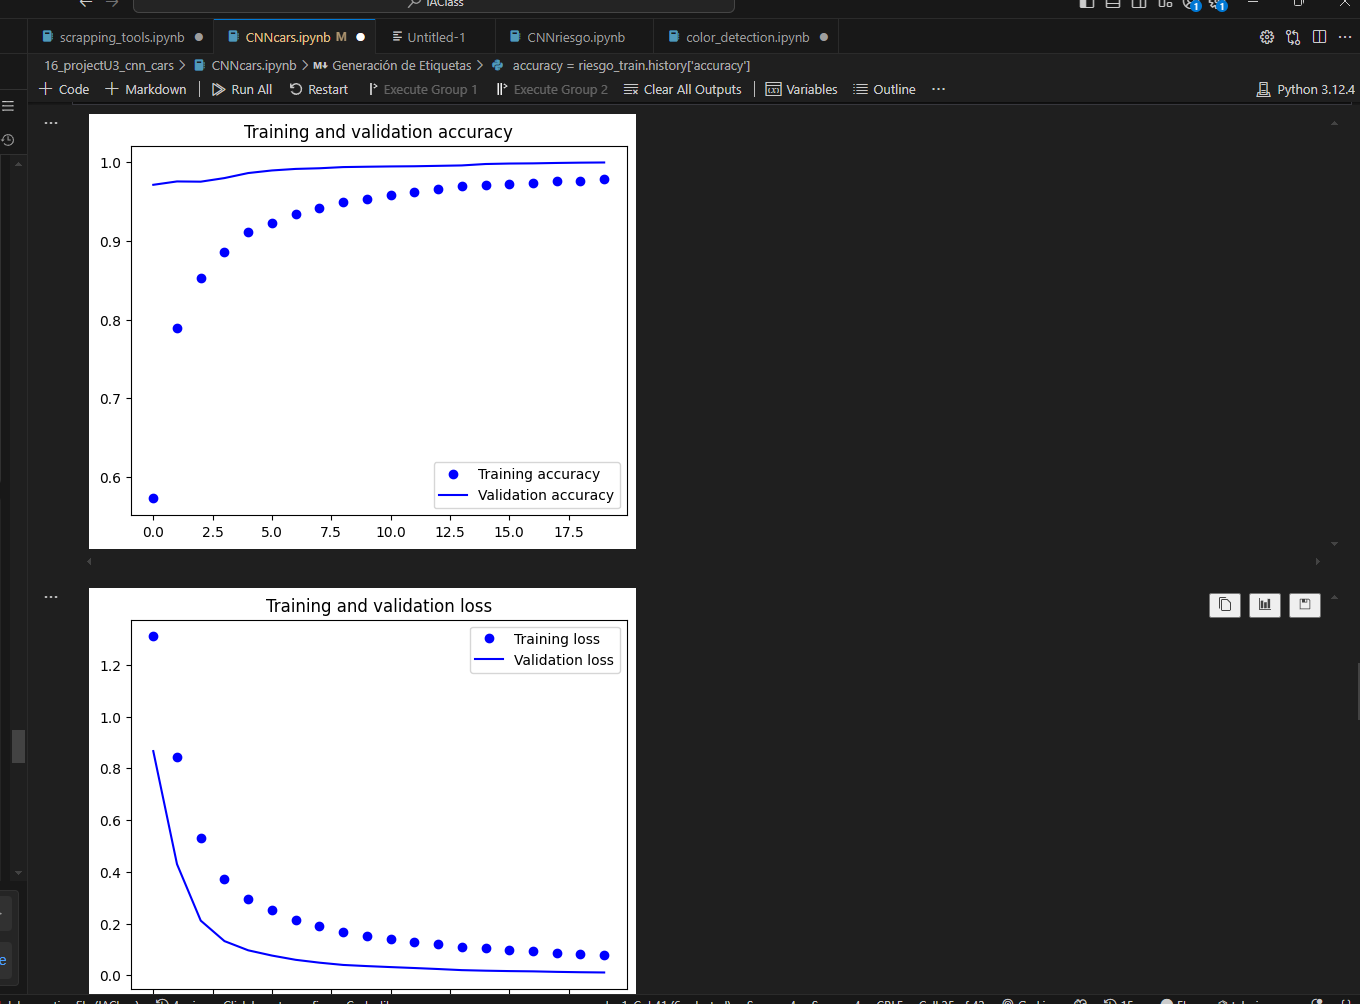 IAClass
scrapping_tools.ipynb
CNNcars.ipynb M
Untitled-1
CNNriesgo.ipynb
color_detection.ipynb
1
1
16_projectU3_cnn_cars > CNNcars.ipynb > M↓ Generación de Etiquetas > accuracy = riesgo_train.history['accuracy']
+ Code + Markdown | Run All Restart Execute Group 1 Execute Group 2 Clear All Outputs | Variables Outline ... Python 3.12.4
...
Training and validation accuracy
1.0
0.9
0.8
0.7
0.6
Training accuracy
Validation accuracy
0.0 2.5 5.0 7.5 10.0 12.5 15.0 17.5
...
Training and validation loss
Training loss
Validation loss
1.2
1.0
0.8
0.6
0.4
0.2
0.0
e